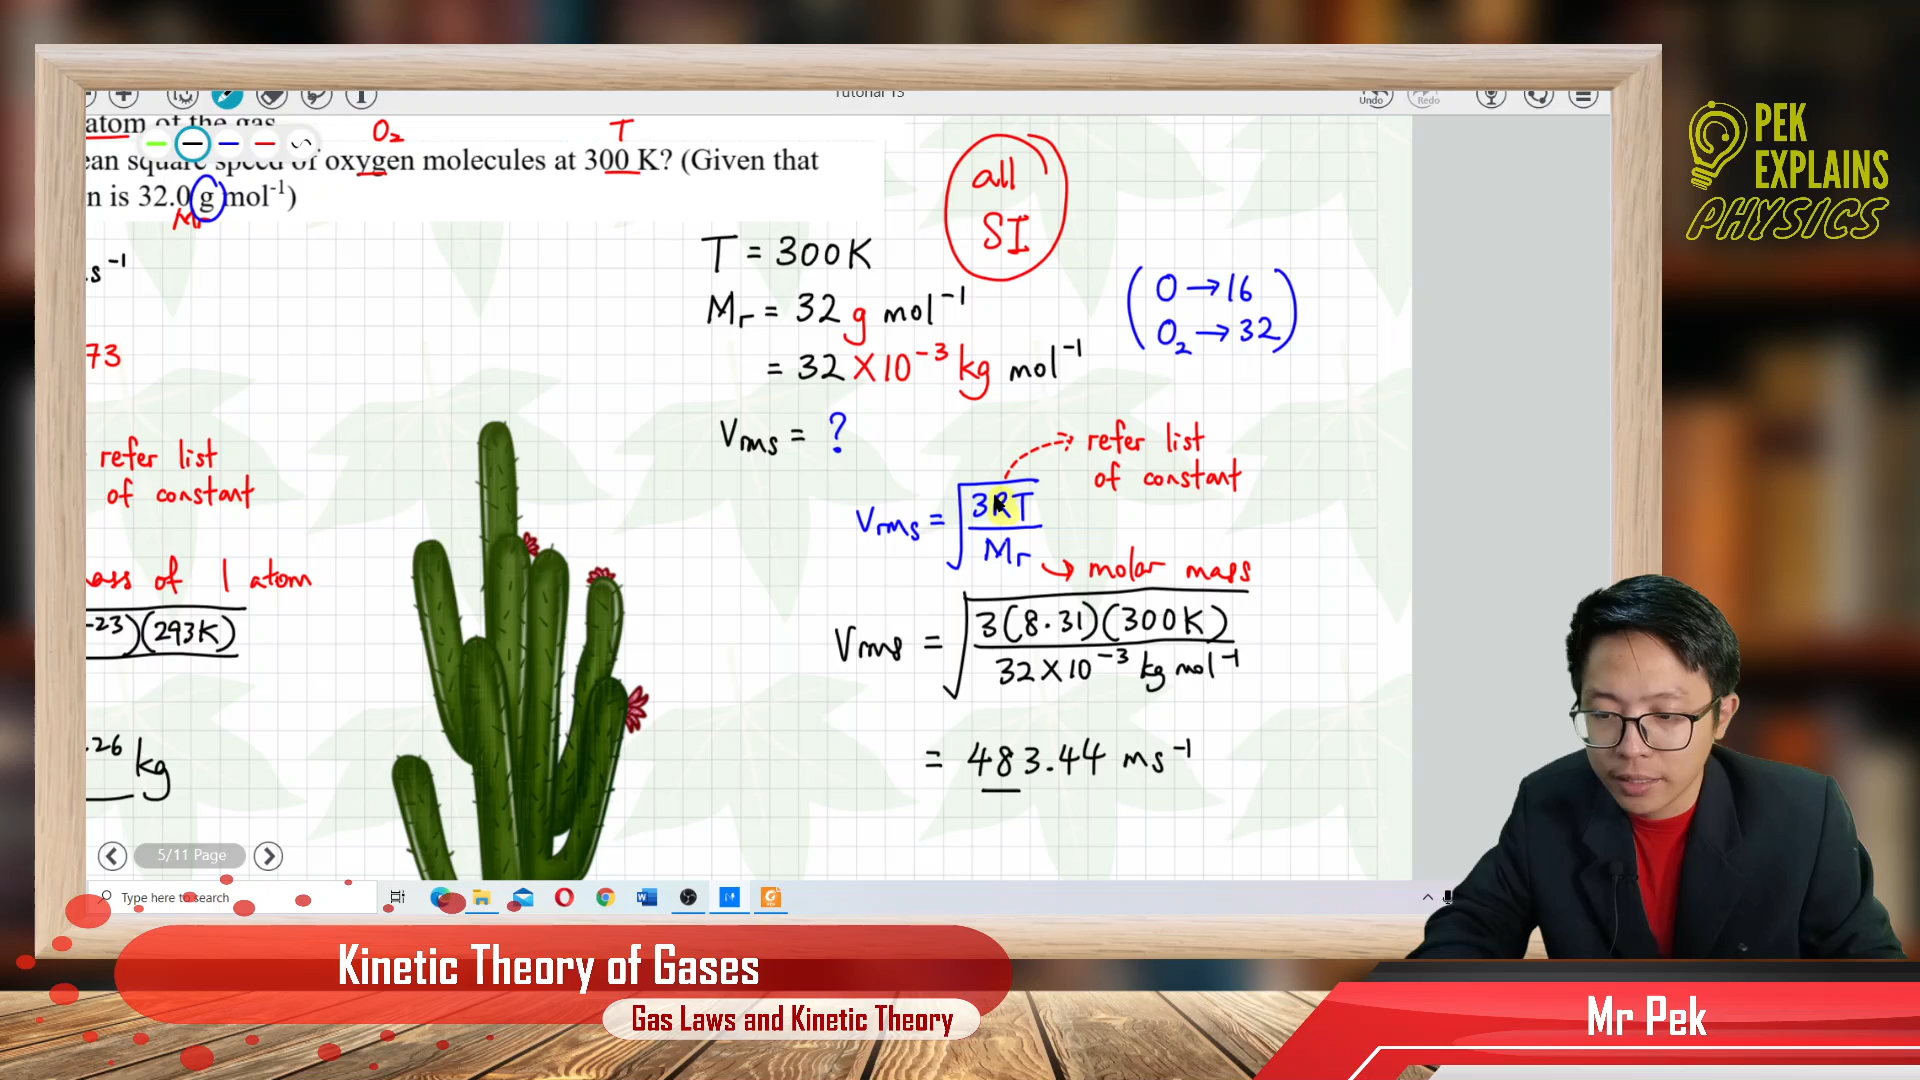 Tutorial 13
Undo
Redo
atom of the gas
ean square speed of oxygen molecules at 300 K? (Given that
n is 32.0 g mol⁻¹)
O₂
T
Mr
all
SI
.s⁻¹
T = 300K
Mr = 32 g mol⁻¹
= 32 ×10⁻³ kg mol⁻¹
(O → 16
O₂ → 32)
73
Vrms = ?
refer list
of constant
refer list
of constant
Vrms = √(3RT/Mr)
→ molar mass
ass of 1 atom
⁻²³)(293K)
Vrms = √(3(8.31)(300K)/32×10⁻³ kg mol⁻¹)
= 483.44 ms⁻¹
.26 kg
5/11 Page
Type here to search
PEK
EXPLAINS
PHYSICS
Kinetic Theory of Gases
Gas Laws and Kinetic Theory
Mr Pek